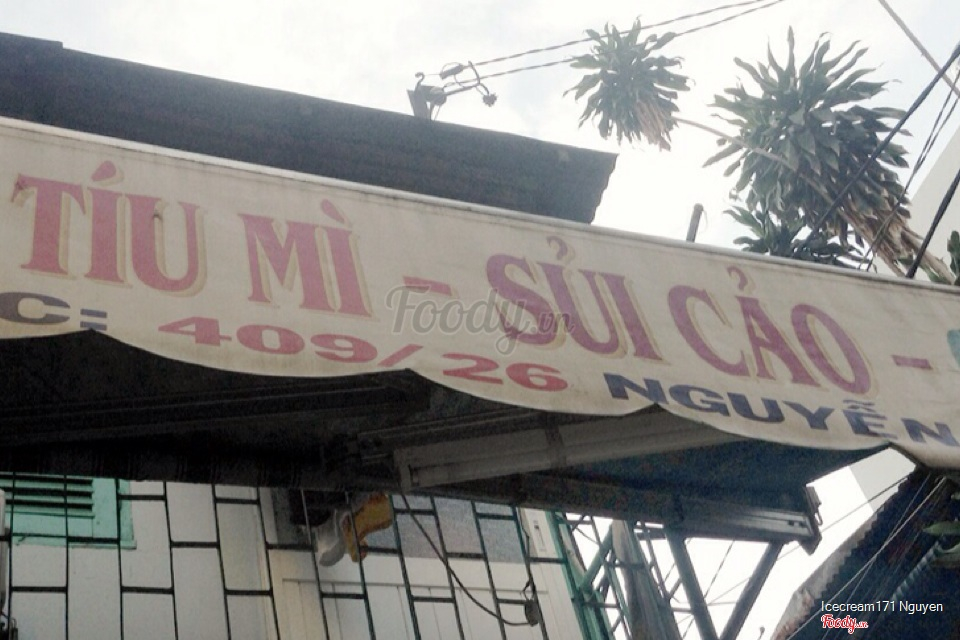 TÍU MÌ - SỦI CẢO -
C: 409/26 NGUYỄN
Foody.vn
Icecream171 Nguyen
Foody.vn